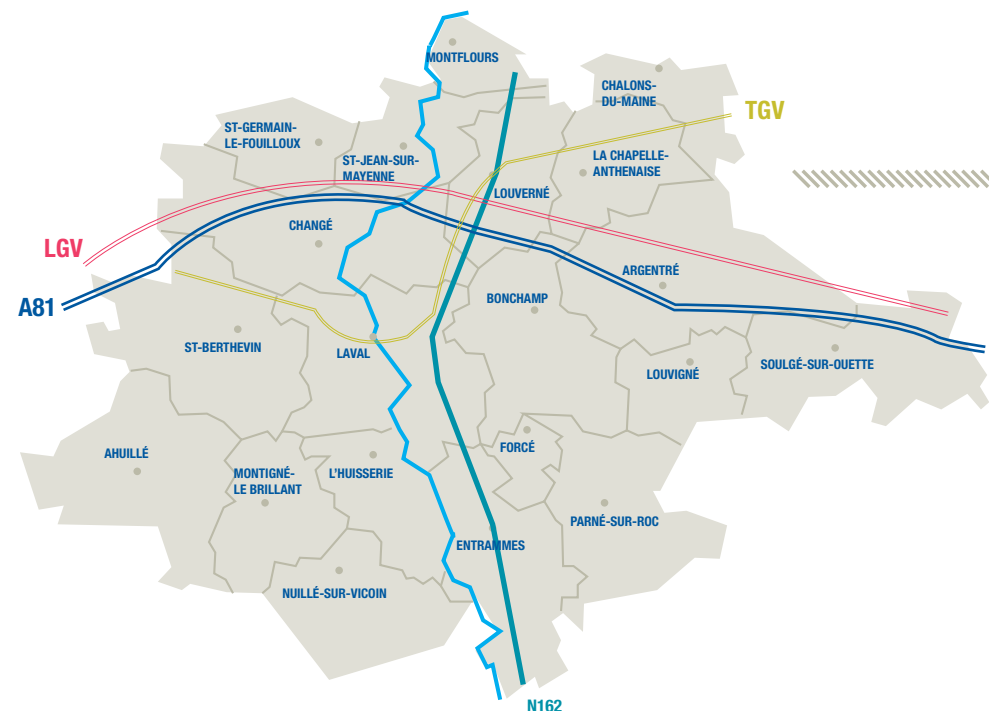 MONTFLOURS
CHALONS-
DU-MAINE
TGV
ST-GERMAIN-
LE-FOUILLOUX
ST-JEAN-SUR-
MAYENNE
LA CHAPELLE-
ANTHENAISE
LOUVERNÉ
CHANGÉ
LGV
ARGENTRÉ
BONCHAMP
A81
ST-BERTHEVIN
LAVAL
LOUVIGNÉ
SOULGÉ-SUR-OUETTE
AHUILLÉ
MONTIGNÉ-
LE BRILLANT
L'HUISSERIE
FORCÉ
PARNÉ-SUR-ROC
ENTRAMMES
NUILLÉ-SUR-VICOIN
N162